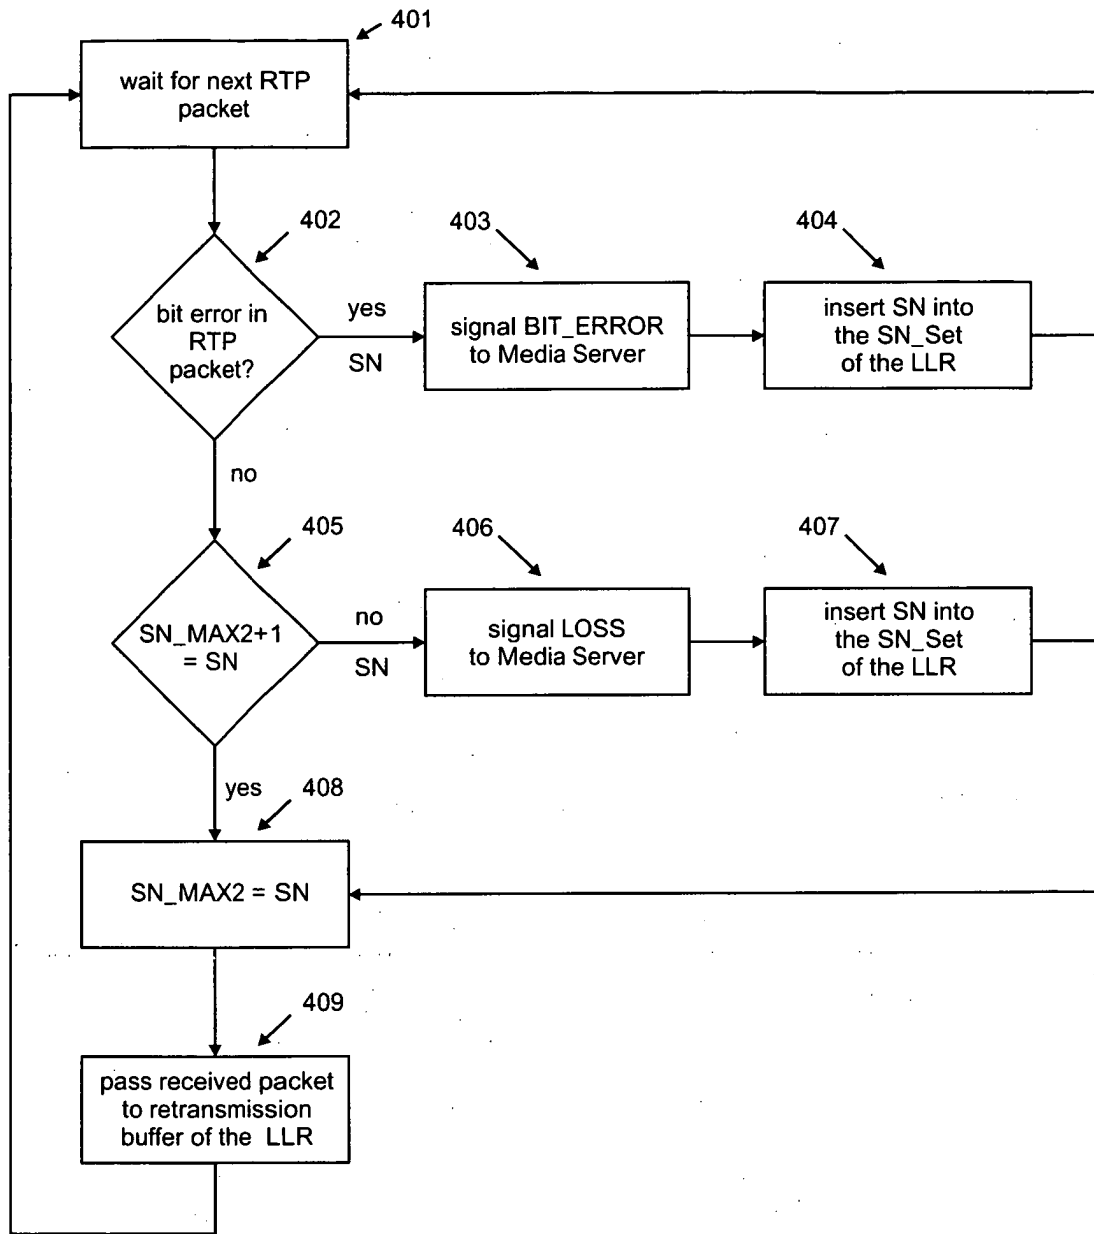 401
wait for next RTP
packet
402
403
404
bit error in
RTP
packet?
yes
SN
signal BIT_ERROR
to Media Server
insert SN into
the SN_Set
of the LLR
no
405
406
407
SN_MAX2+1
= SN
no
SN
signal LOSS
to Media Server
insert SN into
the SN_Set
of the LLR
yes
408
SN_MAX2 = SN
409
pass received packet
to retransmission
buffer of the LLR